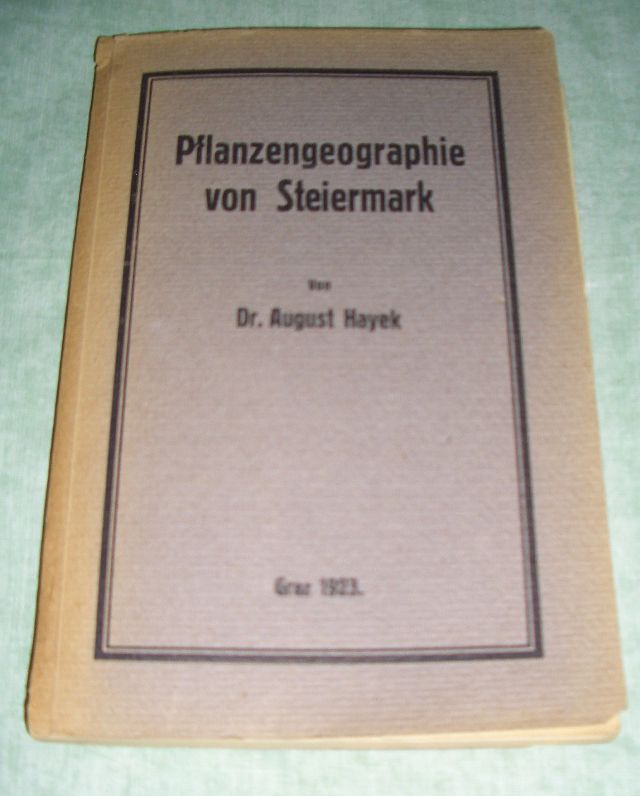 Pflanzengeographie
von Steiermark
Von
Dr. August Hayek
Graz 1923.